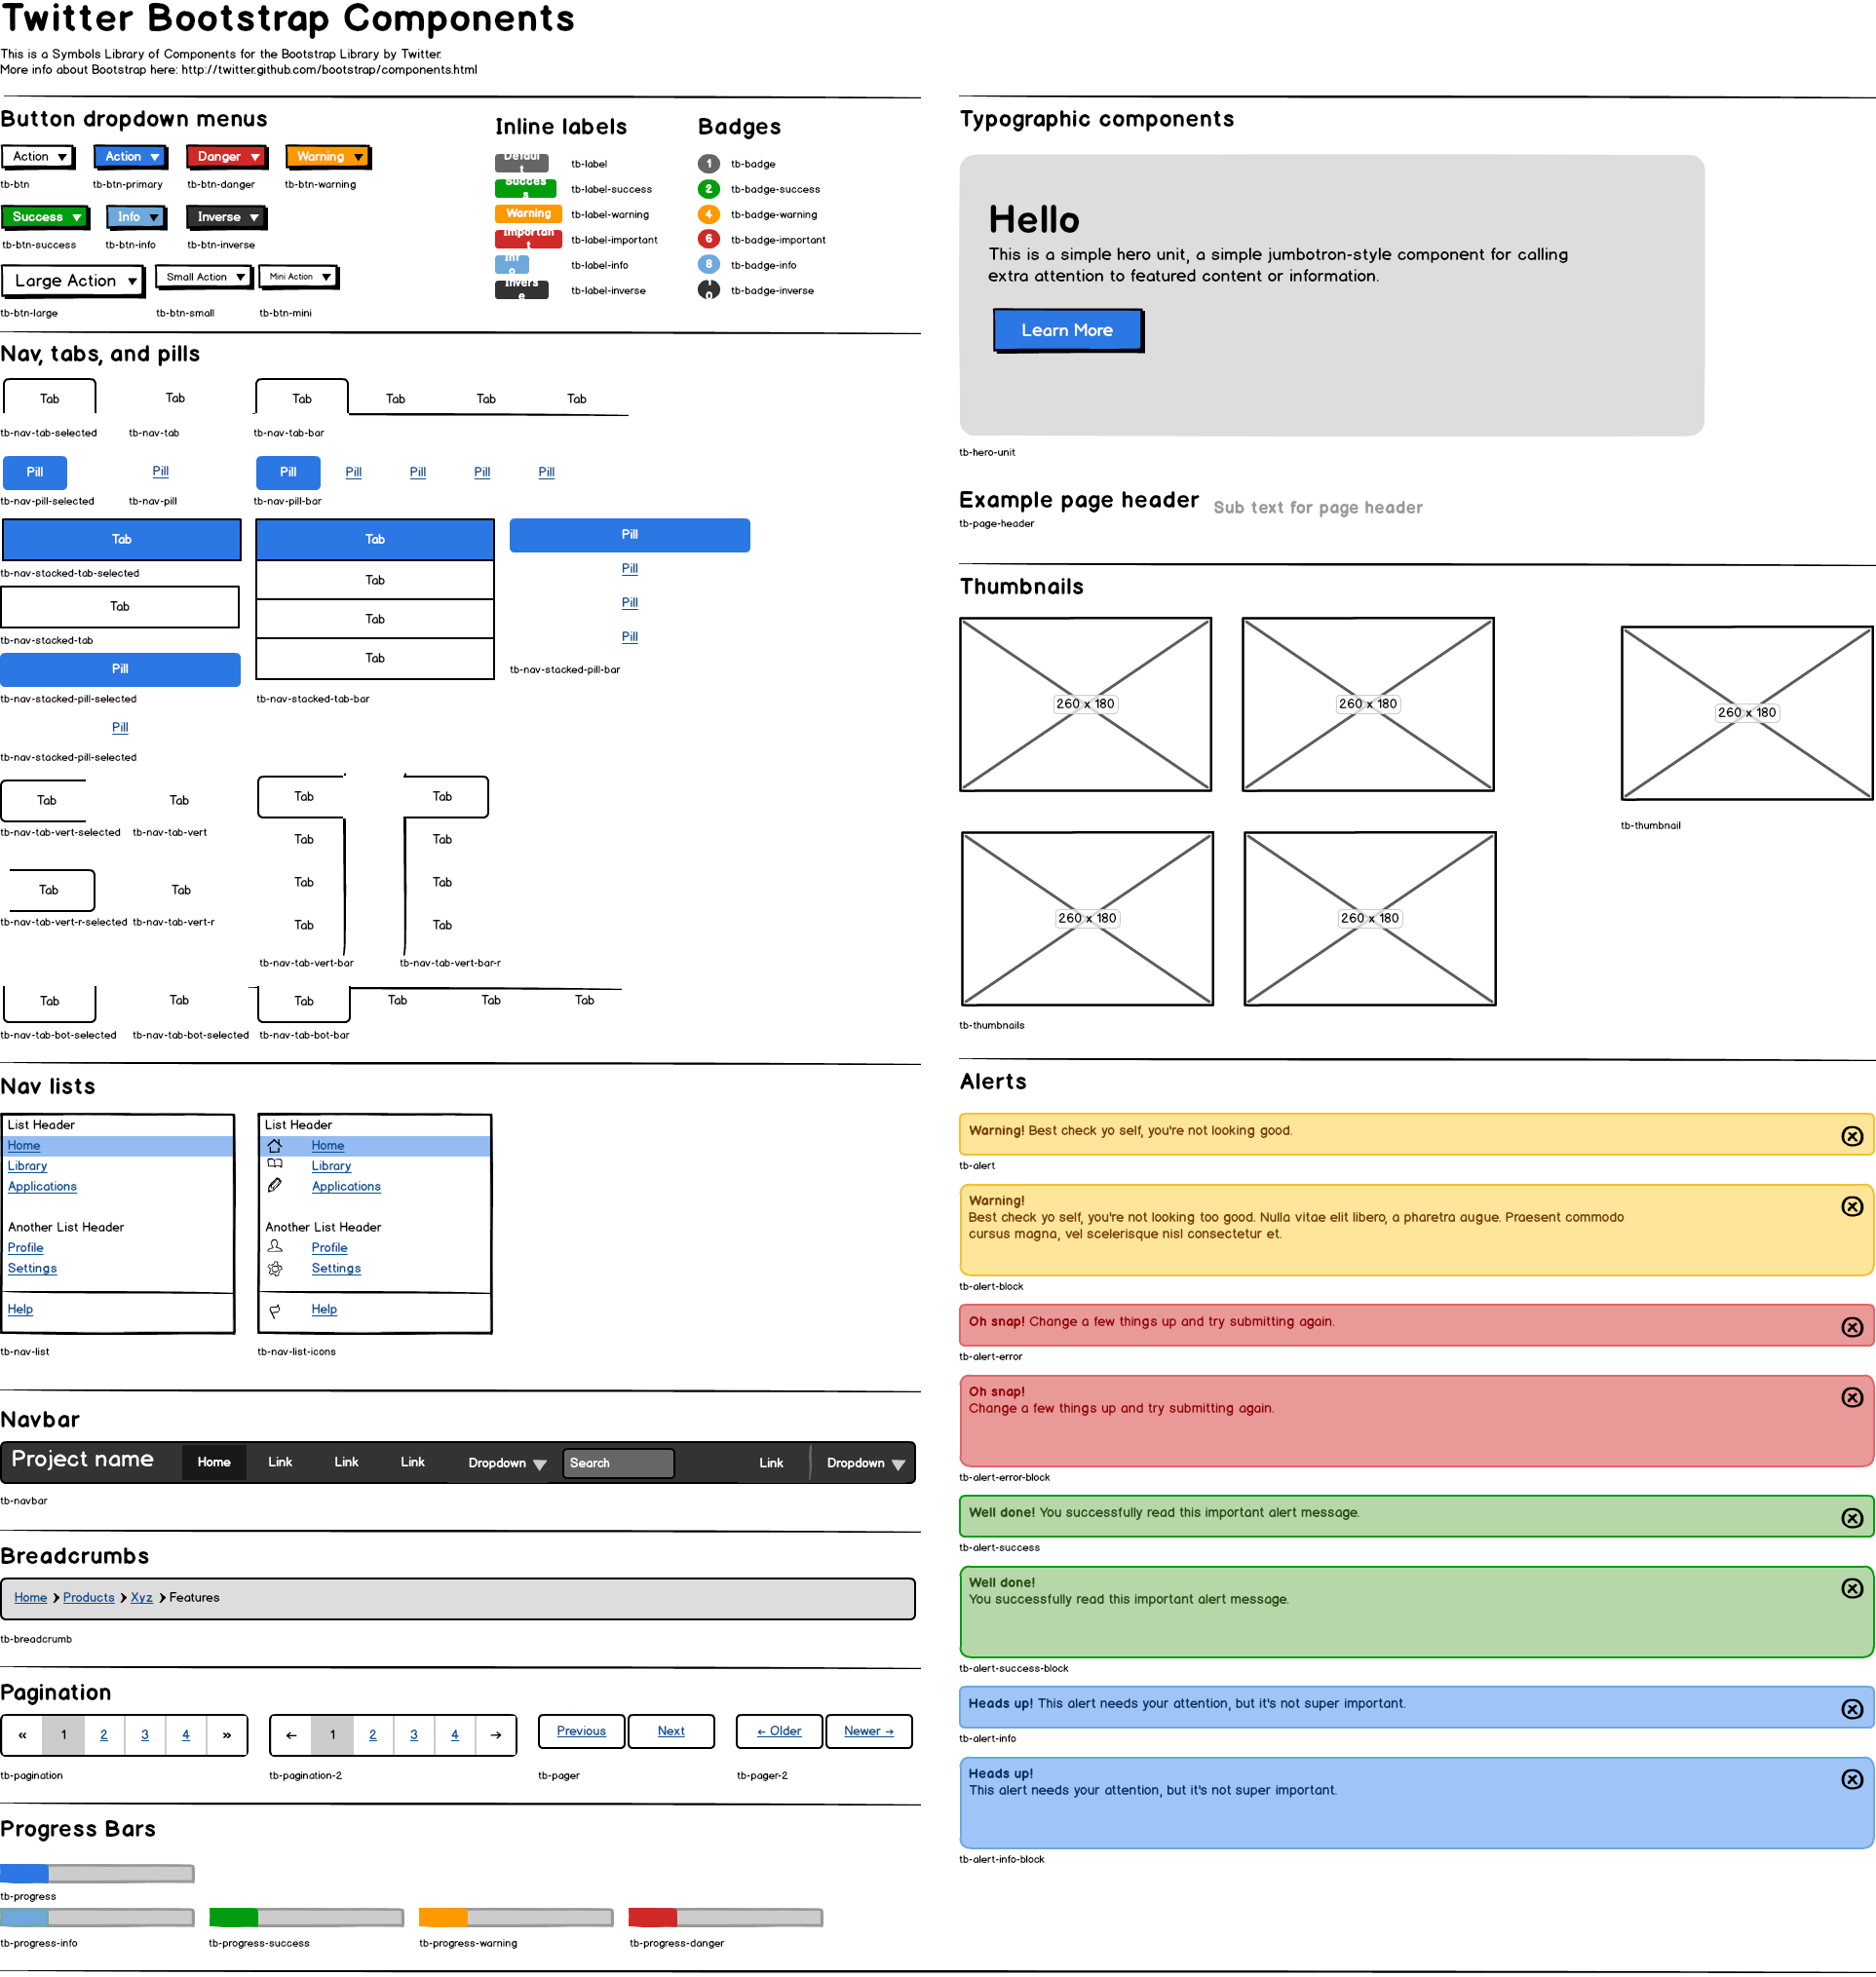 Twitter Bootstrap Components
This is a Symbols Library of Components for the Bootstrap Library by Twitter.
More info about Bootstrap here: http://twitter.github.com/bootstrap/components.html
Button dropdown menus
Action Action Danger Warning
tb-btn tb-btn-primary tb-btn-danger tb-btn-warning
Success Info Inverse
tb-btn-success tb-btn-info tb-btn-inverse
Large Action Small Action Mini Action
tb-btn-large tb-btn-small tb-btn-mini
Inline labels
Defaul
t
tb-label
Succes
s
tb-label-success
Warning tb-label-warning
Importan
t
tb-label-important
Inf
o
tb-label-info
Invers
e
tb-label-inverse
Badges
1 tb-badge
2 tb-badge-success
4 tb-badge-warning
6 tb-badge-important
8 tb-badge-info
1
0
tb-badge-inverse
Nav, tabs, and pills
Tab Tab Tab Tab Tab Tab
tb-nav-tab-selected tb-nav-tab tb-nav-tab-bar
Pill Pill Pill Pill Pill Pill Pill
tb-nav-pill-selected tb-nav-pill tb-nav-pill-bar
Tab
tb-nav-stacked-tab-selected
Tab
tb-nav-stacked-tab
Pill
tb-nav-stacked-pill-selected
Pill
tb-nav-stacked-pill-selected
Tab
Tab
Tab
Tab
tb-nav-stacked-tab-bar
Pill
Pill
Pill
Pill
tb-nav-stacked-pill-bar
Tab Tab
tb-nav-tab-vert-selected tb-nav-tab-vert
Tab Tab
tb-nav-tab-vert-r-selected tb-nav-tab-vert-r
Tab Tab
Tab Tab
Tab Tab
Tab Tab
tb-nav-tab-vert-bar tb-nav-tab-vert-bar-r
Tab Tab Tab Tab Tab Tab
tb-nav-tab-bot-selected tb-nav-tab-bot-selected tb-nav-tab-bot-bar
Nav lists
List Header
Home
Library
Applications
Another List Header
Profile
Settings
Help
tb-nav-list
List Header
Home
Library
Applications
Another List Header
Profile
Settings
Help
tb-nav-list-icons
Navbar
Project name Home Link Link Link Dropdown Search Link Dropdown
tb-navbar
Breadcrumbs
Home Products Xyz Features
tb-breadcrumb
Pagination
« 1 2 3 4 » ← 1 2 3 4 → Previous Next ← Older Newer →
tb-pagination tb-pagination-2 tb-pager tb-pager-2
Progress Bars
tb-progress
tb-progress-info tb-progress-success tb-progress-warning tb-progress-danger
Typographic components
Hello
This is a simple hero unit, a simple jumbotron-style component for calling
extra attention to featured content or information.
Learn More
tb-hero-unit
Example page header Sub text for page header
tb-page-header
Thumbnails
260 x 180 260 x 180 260 x 180
tb-thumbnail
260 x 180 260 x 180
tb-thumbnails
Alerts
Warning! Best check yo self, you're not looking good.
tb-alert
Warning!
Best check yo self, you're not looking too good. Nulla vitae elit libero, a pharetra augue. Praesent commodo
cursus magna, vel scelerisque nisl consectetur et.
tb-alert-block
Oh snap! Change a few things up and try submitting again.
tb-alert-error
Oh snap!
Change a few things up and try submitting again.
tb-alert-error-block
Well done! You successfully read this important alert message.
tb-alert-success
Well done!
You successfully read this important alert message.
tb-alert-success-block
Heads up! This alert needs your attention, but it's not super important.
tb-alert-info
Heads up!
This alert needs your attention, but it's not super important.
tb-alert-info-block